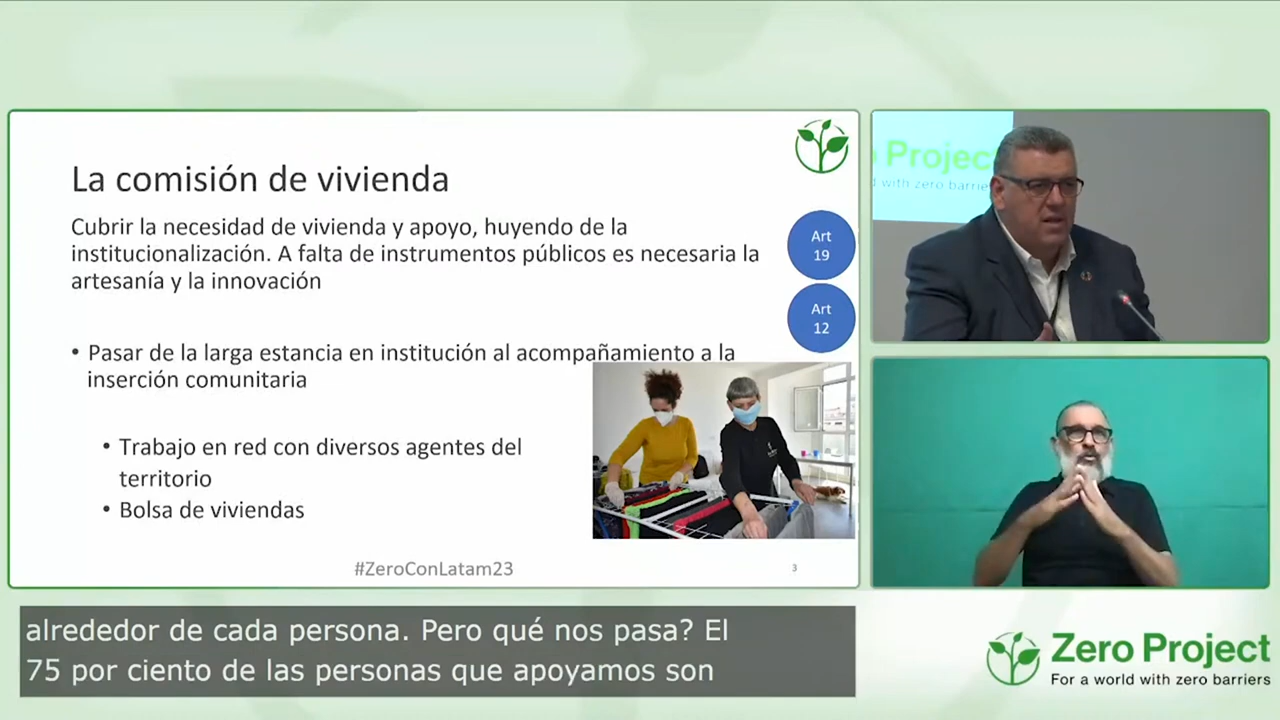 La comisión de vivienda
Cubrir la necesidad de vivienda y apoyo, huyendo de la
institucionalización. A falta de instrumentos públicos es necesaria la
artesanía y la innovación
• Pasar de la larga estancia en institución al acompañamiento a la
inserción comunitaria
• Trabajo en red con diversos agentes del
territorio
• Bolsa de viviendas
Art
19
Art
12
#ZeroConLatam23
3
Projec
d with zero barrie
alrededor de cada persona. Pero qué nos pasa? El
75 por ciento de las personas que apoyamos son
Zero Project
For a world with zero barriers